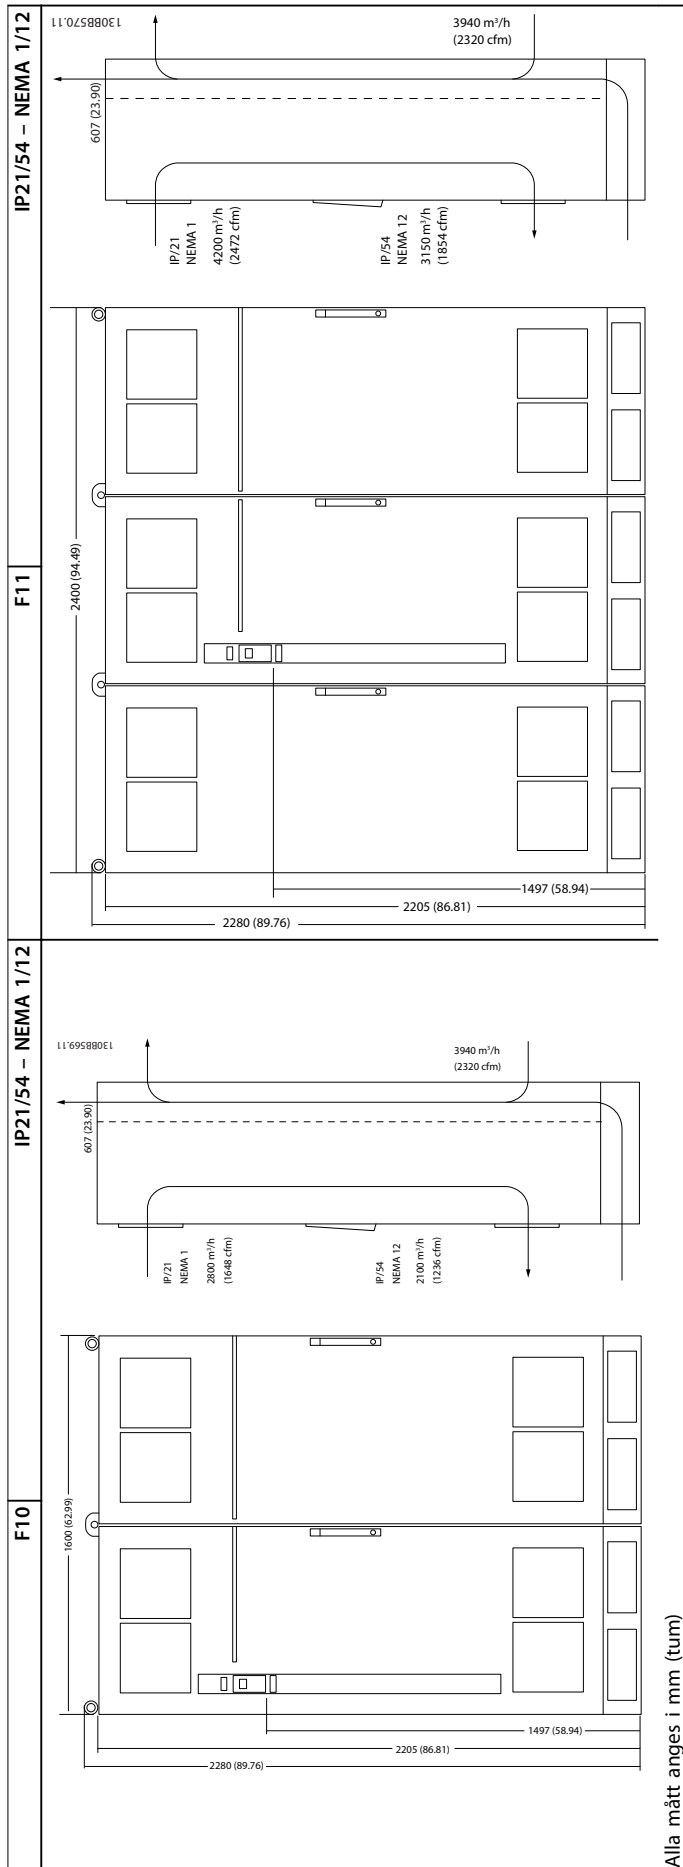 F11
IP21/54 – NEMA 1/12
130BB570.11
3940 m³/h
(2320 cfm)
607 (23.90)
IP/21
NEMA 1
4200 m³/h
(2472 cfm)
IP/54
NEMA 12
3150 m³/h
(1854 cfm)
2400 (94.49)
1497 (58.94)
2205 (86.81)
2280 (89.76)
F10
IP21/54 – NEMA 1/12
130BB569.11
3940 m³/h
(2320 cfm)
607 (23.90)
IP/21
NEMA 1
2800 m³/h
(1648 cfm)
IP/54
NEMA 12
2100 m³/h
(1236 cfm)
1600 (62.99)
1497 (58.94)
2205 (86.81)
2280 (89.76)
Alla mått anges i mm (tum)